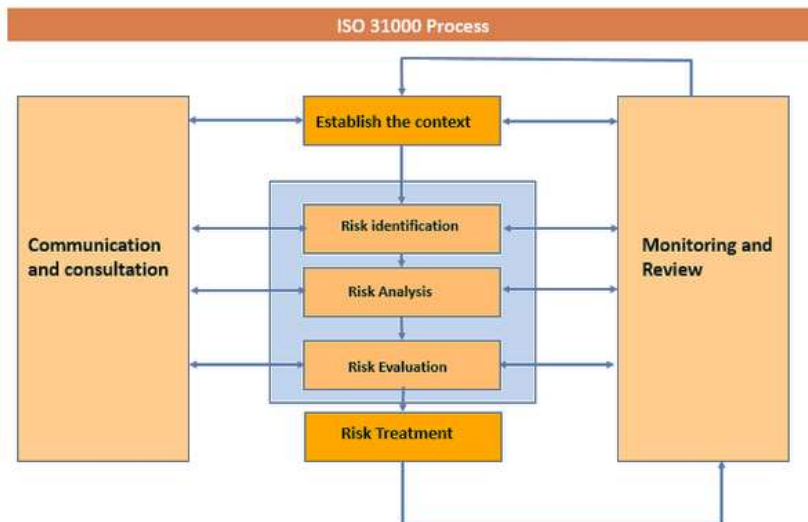 ISO 31000 Process
Establish the context
Communication
and consultation
Risk identification
Risk Analysis
Risk Evaluation
Risk Treatment
Monitoring and
Review